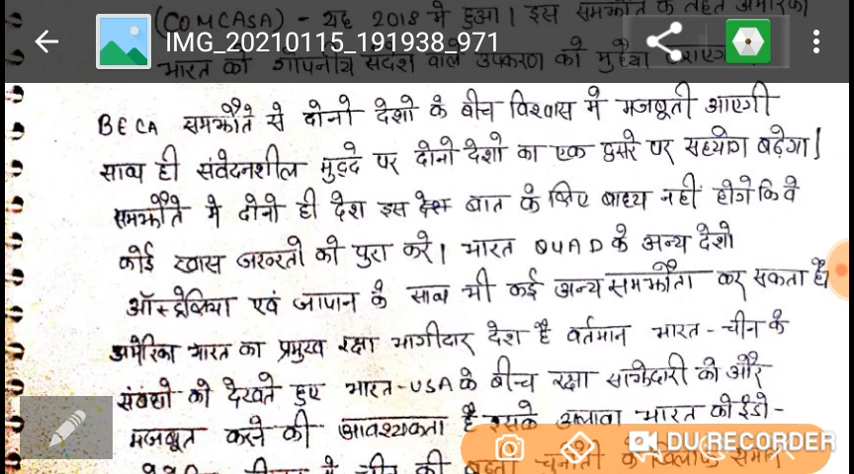 (COMCASA) - यह 2018 मे हुआ। इस समझौते के तहत अमेरिका
IMG_20210115_191938_971
भारत को गोपनीय संदेश वाले उपकरण को मुहैया कराएगा
BECA समझौते से दोनो देशो के बीच विश्वास मे मजबूती आएगी
साथ ही संवेदनशील मुद्दे पर दोनो देशो का एक दुसरे पर सहयोग बढ़ेगा।
समझौते मे दोनो ही देश इस बात के लिए बाध्य नही होगे कि वे
कोई खास जरूरतो को पुरा करे। भारत QUAD के अन्य देशो
ऑस्ट्रेलिया एवं जापान के साथ भी कई अन्य समझौता कर सकता है
अमेरिका भारत का प्रमुख रक्षा भागीदार देश है वर्तमान भारत-चीन के
संबंधो को देखते हुए भारत-USA के बीच रक्षा साझेदारी को और
मजबूत करने की आवश्यकता है इसके अलावा भारत को इंडो-
DU RECORDER
मे चीन की बढ़ता चुनौती के खिलाफ